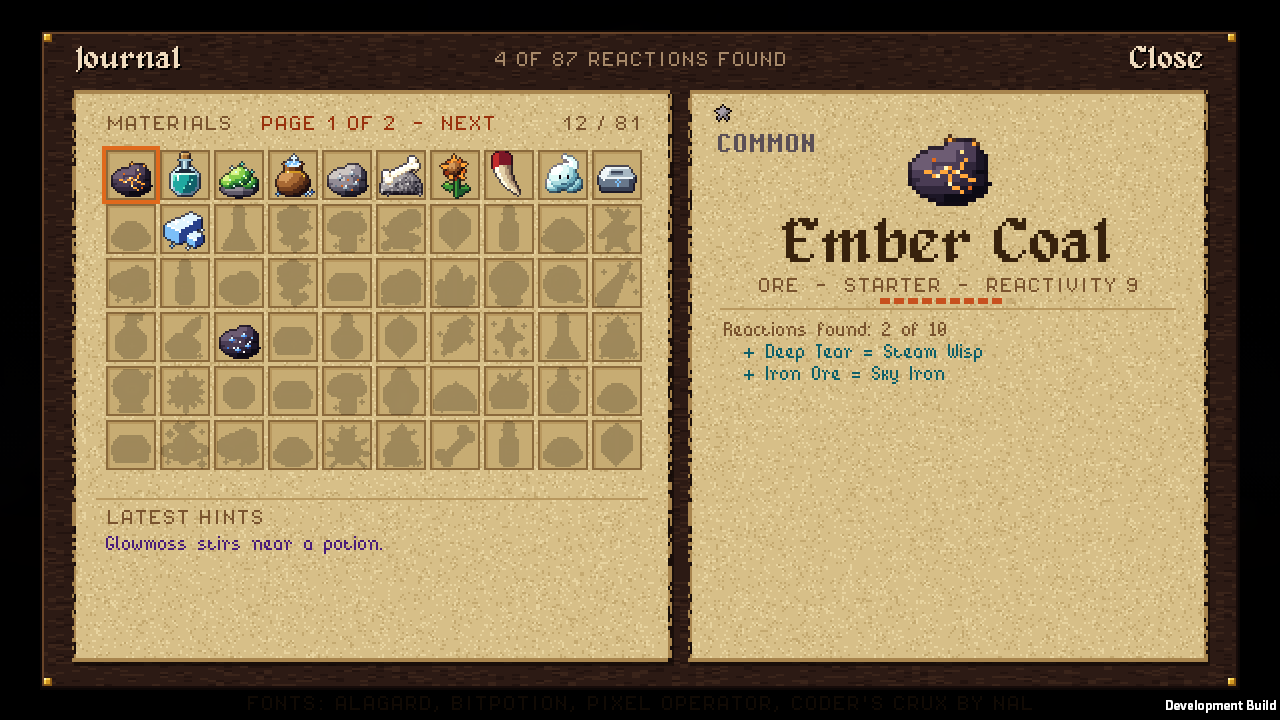 Journal
4 OF 87 REACTIONS FOUND
Close
MATERIALS PAGE 1 OF 2 - NEXT 12 / 81
COMMON
Ember Coal
ORE - STARTER - REACTIVITY 9
Reactions found: 2 of 10
+ Deep Tear = Steam Wisp
+ Iron Ore = Sky Iron
LATEST HINTS
Glowmoss stirs near a potion.
FONTS: ALAGARD, BITPOTION, PIXEL OPERATOR, CODER'S CRUX BY NAL
Development Build